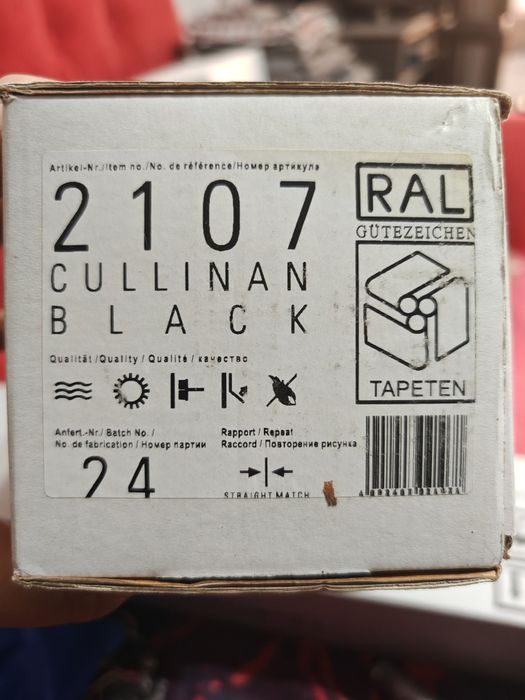 Artikel-Nr./Item no./No. de référence/Номер артикула
2107
CULLINAN
BLACK
Qualität /Quality / Qualité / качество
Anfert.-Nr./ Batch No. /
No. de fabrication / Номер партии
24
Rapport / Repeat
Raccord / Повторение рисунка
STRAIGHT MATCH
RAL
GÜTEZEICHEN
TAPETEN